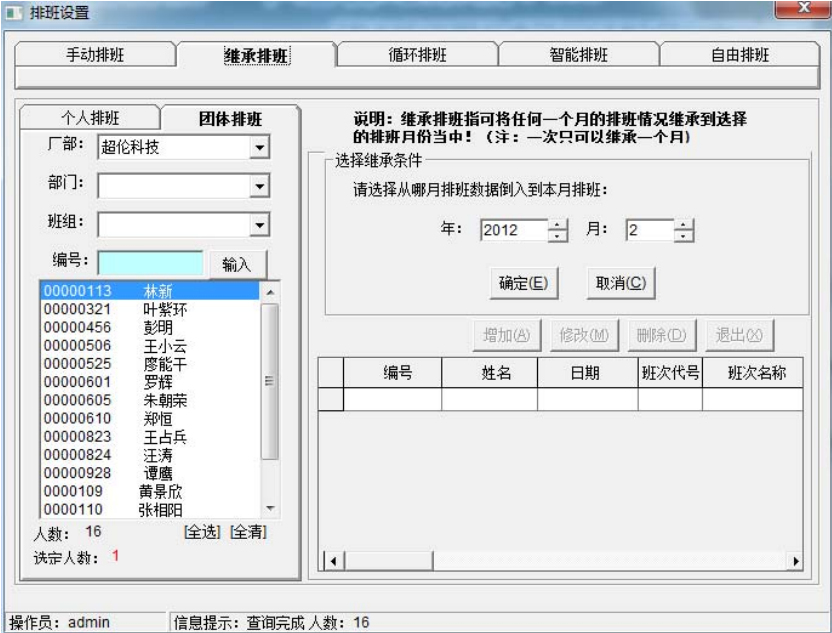 排班设置
手动排班 继承排班 循环排班 智能排班 自由排班
个人排班 团体排班
厂部： 超伦科技
部门：
班组：
编号： 输入
00000113 林新
00000321 叶紫环
00000456 彭明
00000506 王小云
00000525 廖能干
00000601 罗辉
00000605 朱朝荣
00000610 郑恒
00000823 王占兵
00000824 汪涛
00000928 谭鹰
0000109 黄景欣
0000110 张相阳
人数： 16 [全选] [全清]
选定人数： 1
说明：继承排班指可将任何一个月的排班情况继承到选择
的排班月份当中！（注：一次只可以继承一个月）
选择继承条件
请选择从哪月排班数据倒入到本月排班：
年： 2012 月： 2
确定(E) 取消(C)
增加(A) 修改(M) 删除(D) 退出(X)
编号 姓名 日期 班次代号 班次名称
操作员：admin 信息提示：查询完成 人数：16